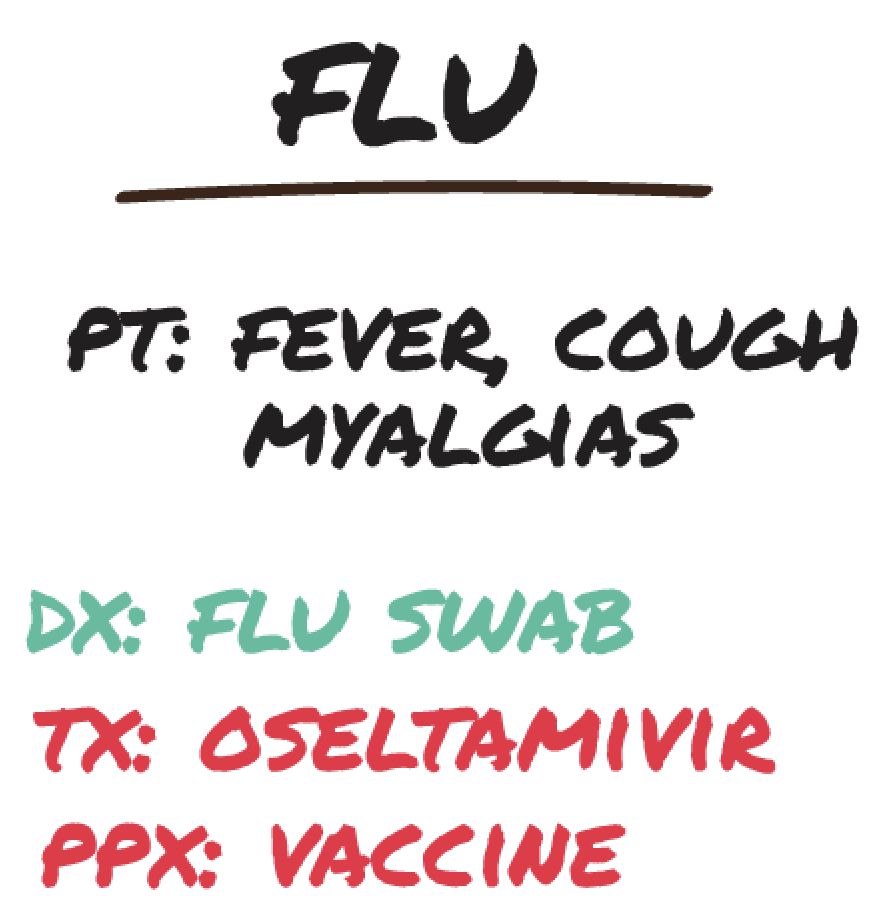 FLU
PT: FEVER, COUGH
MYALGIAS
DX: FLU SWAB
TX: OSELTAMIVIR
PPX: VACCINE